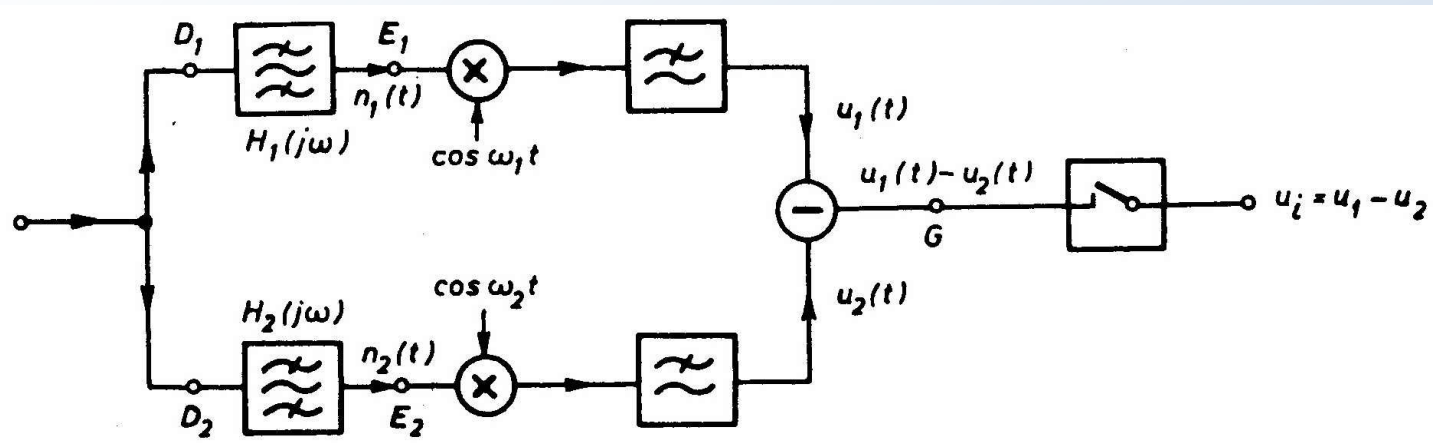 D₁
E₁
n₁(t)
H₁(jω)
cos ω₁t
u₁(t)
u₁(t)-u₂(t)
G
uᵢ = u₁ - u₂
cos ω₂t
u₂(t)
H₂(jω)
n₂(t)
D₂
E₂